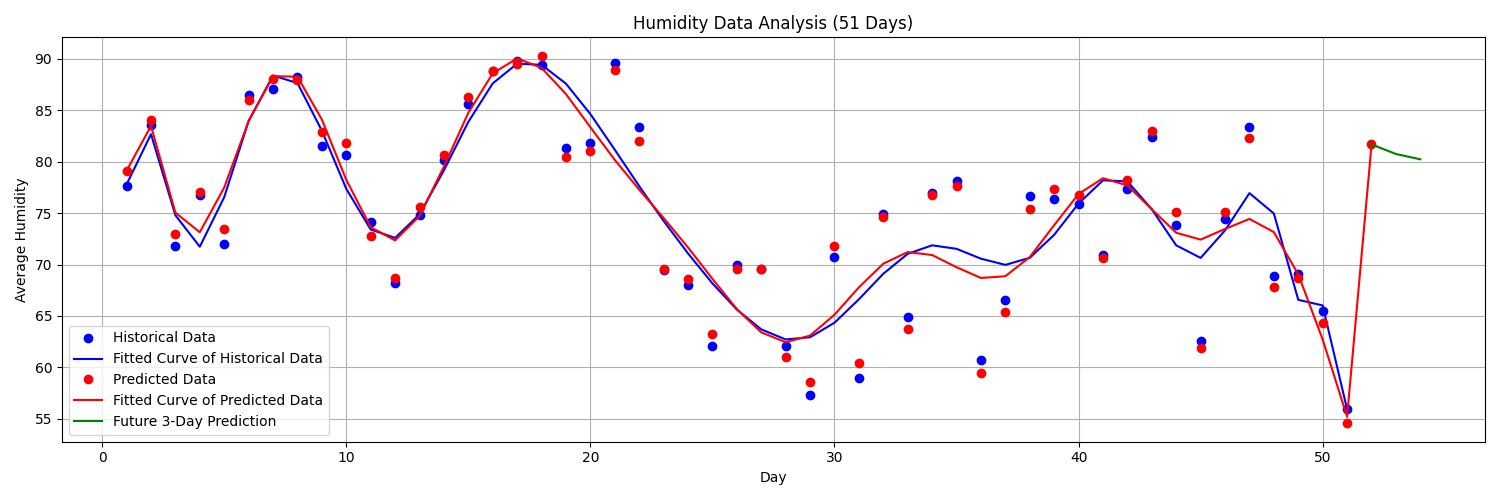 Humidity Data Analysis (51 Days)
90
85
80
75
70
65
60
55
Average Humidity
Historical Data
Fitted Curve of Historical Data
Predicted Data
Fitted Curve of Predicted Data
Future 3-Day Prediction
0
10
20
30
40
50
Day